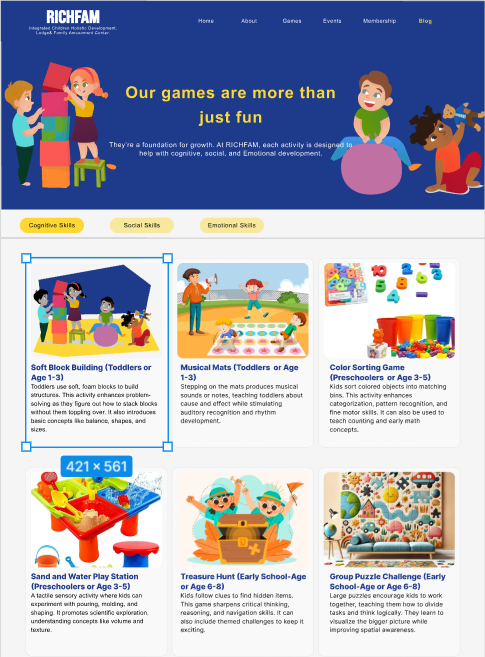 RICHFAM
Integrated Children Holistic Development,
Lodge& Family Amusement Center.
Home
About
Games
Events
Membership
Blog
Our games are more than
just fun
They're a foundation for growth. At RICHFAM, each activity is designed to
help with cognitive, social, and Emotional development.
Cognitive Skills
Social Skills
Emotional Skills
Soft Block Building (Toddlers or
Age 1-3)
Toddlers use soft, foam blocks to build
structures. This activity enhances problem-
solving as they figure out how to stack blocks
without them toppling over. It also introduces
basic concepts like balance, shapes, and
sizes.
Musical Mats (Toddlers or Age
1-3)
Stepping on the mats produces musical
sounds or notes, teaching toddlers about
cause and effect while stimulating
auditory recognition and rhythm
development.
Color Sorting Game
(Preschoolers or Age 3-5)
Kids sort colored objects into matching
bins. This activity enhances
categorization, pattern recognition, and
fine motor skills. It can also be used to
teach counting and early math
concepts.
421 × 561
Sand and Water Play Station
(Preschoolers or Age 3-5)
A tactile sensory activity where kids can
experiment with pouring, molding, and
shaping. It promotes scientific exploration,
understanding concepts like volume and
texture.
Treasure Hunt (Early School-Age
or Age 6-8)
Kids follow clues to find hidden items.
This game sharpens critical thinking,
reasoning, and navigation skills. It can
also include themed challenges to keep it
exciting.
Group Puzzle Challenge (Early
School-Age or Age 6-8)
Large puzzles encourage kids to work
together, teaching them how to divide
tasks and think logically. They learn to
visualize the bigger picture while
improving spatial awareness.